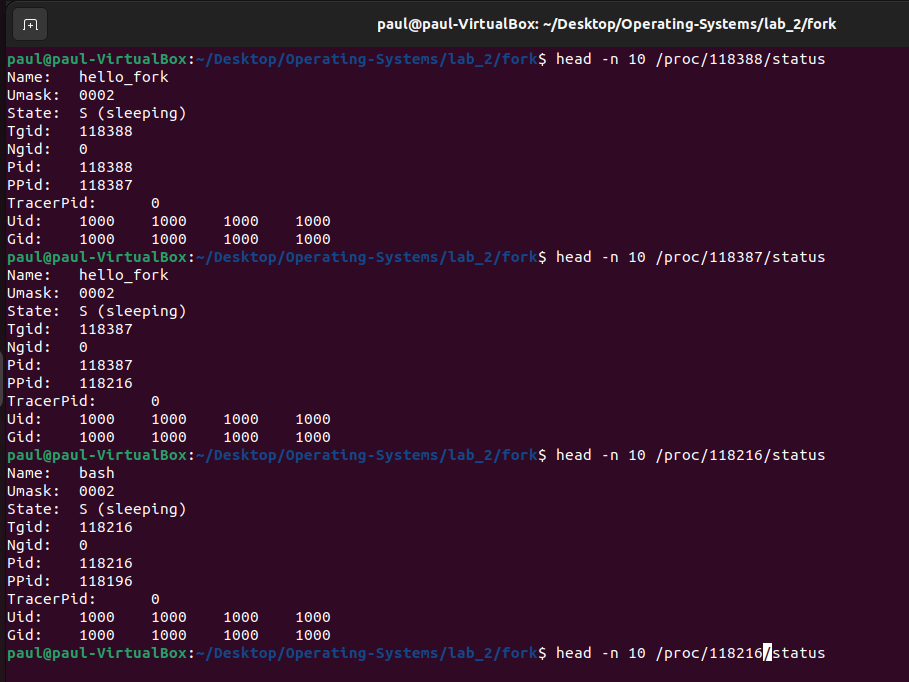 paul@paul-VirtualBox: ~/Desktop/Operating-Systems/lab_2/fork
paul@paul-VirtualBox:~/Desktop/Operating-Systems/lab_2/fork$ head -n 10 /proc/118388/status
Name:   hello_fork
Umask:  0002
State:  S (sleeping)
Tgid:   118388
Ngid:   0
Pid:    118388
PPid:   118387
TracerPid:      0
Uid:    1000    1000    1000    1000
Gid:    1000    1000    1000    1000
paul@paul-VirtualBox:~/Desktop/Operating-Systems/lab_2/fork$ head -n 10 /proc/118387/status
Name:   hello_fork
Umask:  0002
State:  S (sleeping)
Tgid:   118387
Ngid:   0
Pid:    118387
PPid:   118216
TracerPid:      0
Uid:    1000    1000    1000    1000
Gid:    1000    1000    1000    1000
paul@paul-VirtualBox:~/Desktop/Operating-Systems/lab_2/fork$ head -n 10 /proc/118216/status
Name:   bash
Umask:  0002
State:  S (sleeping)
Tgid:   118216
Ngid:   0
Pid:    118216
PPid:   118196
TracerPid:      0
Uid:    1000    1000    1000    1000
Gid:    1000    1000    1000    1000
paul@paul-VirtualBox:~/Desktop/Operating-Systems/lab_2/fork$ head -n 10 /proc/118216/status